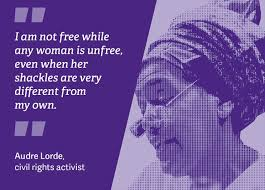 I am not free while
any woman is unfree,
even when her
shackles are very
different from
my own.
Audre Lorde,
civil rights activist